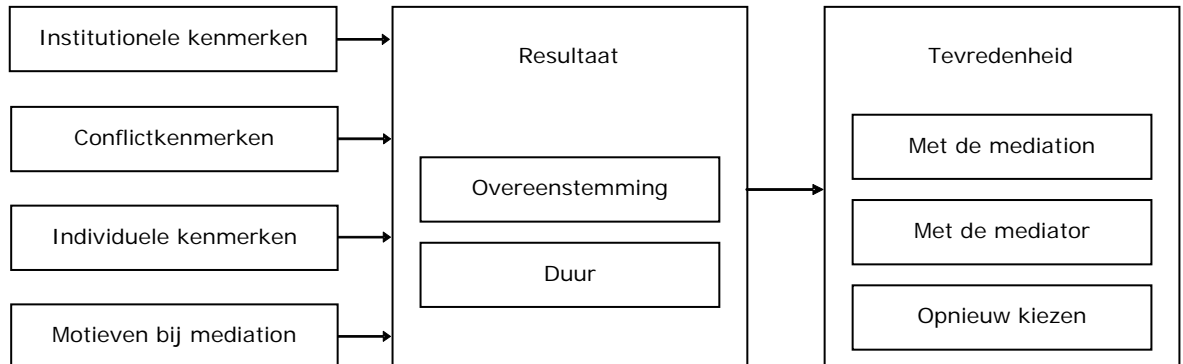 Institutionele kenmerken
Conflictkenmerken
Individuele kenmerken
Motieven bij mediation
Resultaat
Overeenstemming
Duur
Tevredenheid
Met de mediation
Met de mediator
Opnieuw kiezen